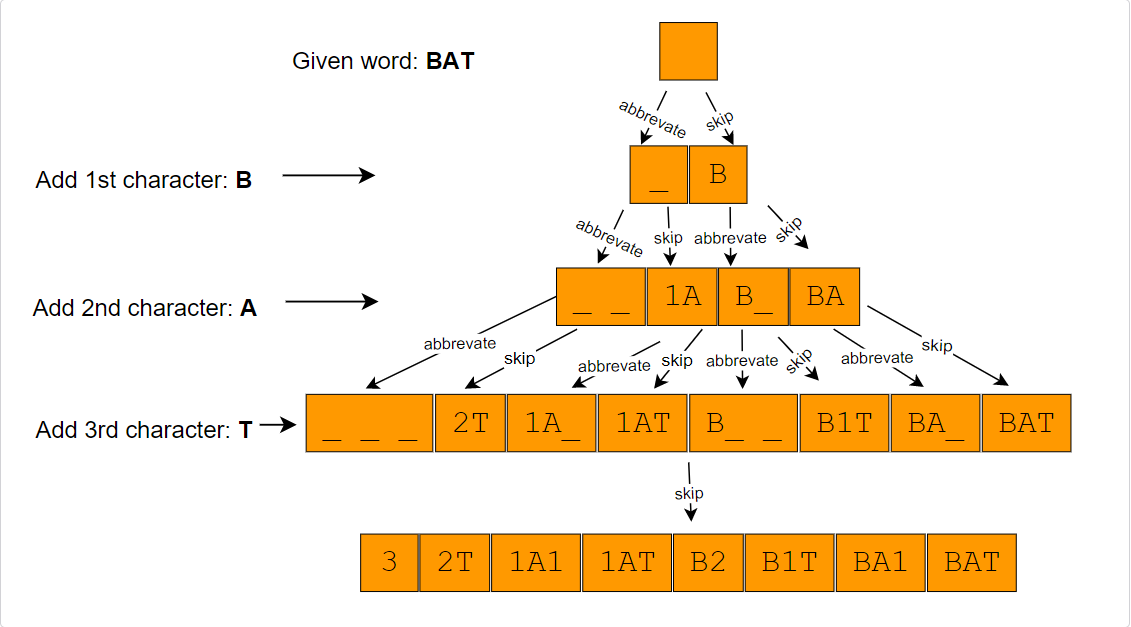 Given word: BAT
abbrevate skip
Add 1st character: B
_ B
abbrevate skip abbrevate skip
Add 2nd character: A
_ _ 1A B_ BA
abbrevate skip abbrevate skip abbrevate skip abbrevate skip
Add 3rd character: T
_ _ _ 2T 1A_ 1AT B_ _ B1T BA_ BAT
skip
3 2T 1A1 1AT B2 B1T BA1 BAT